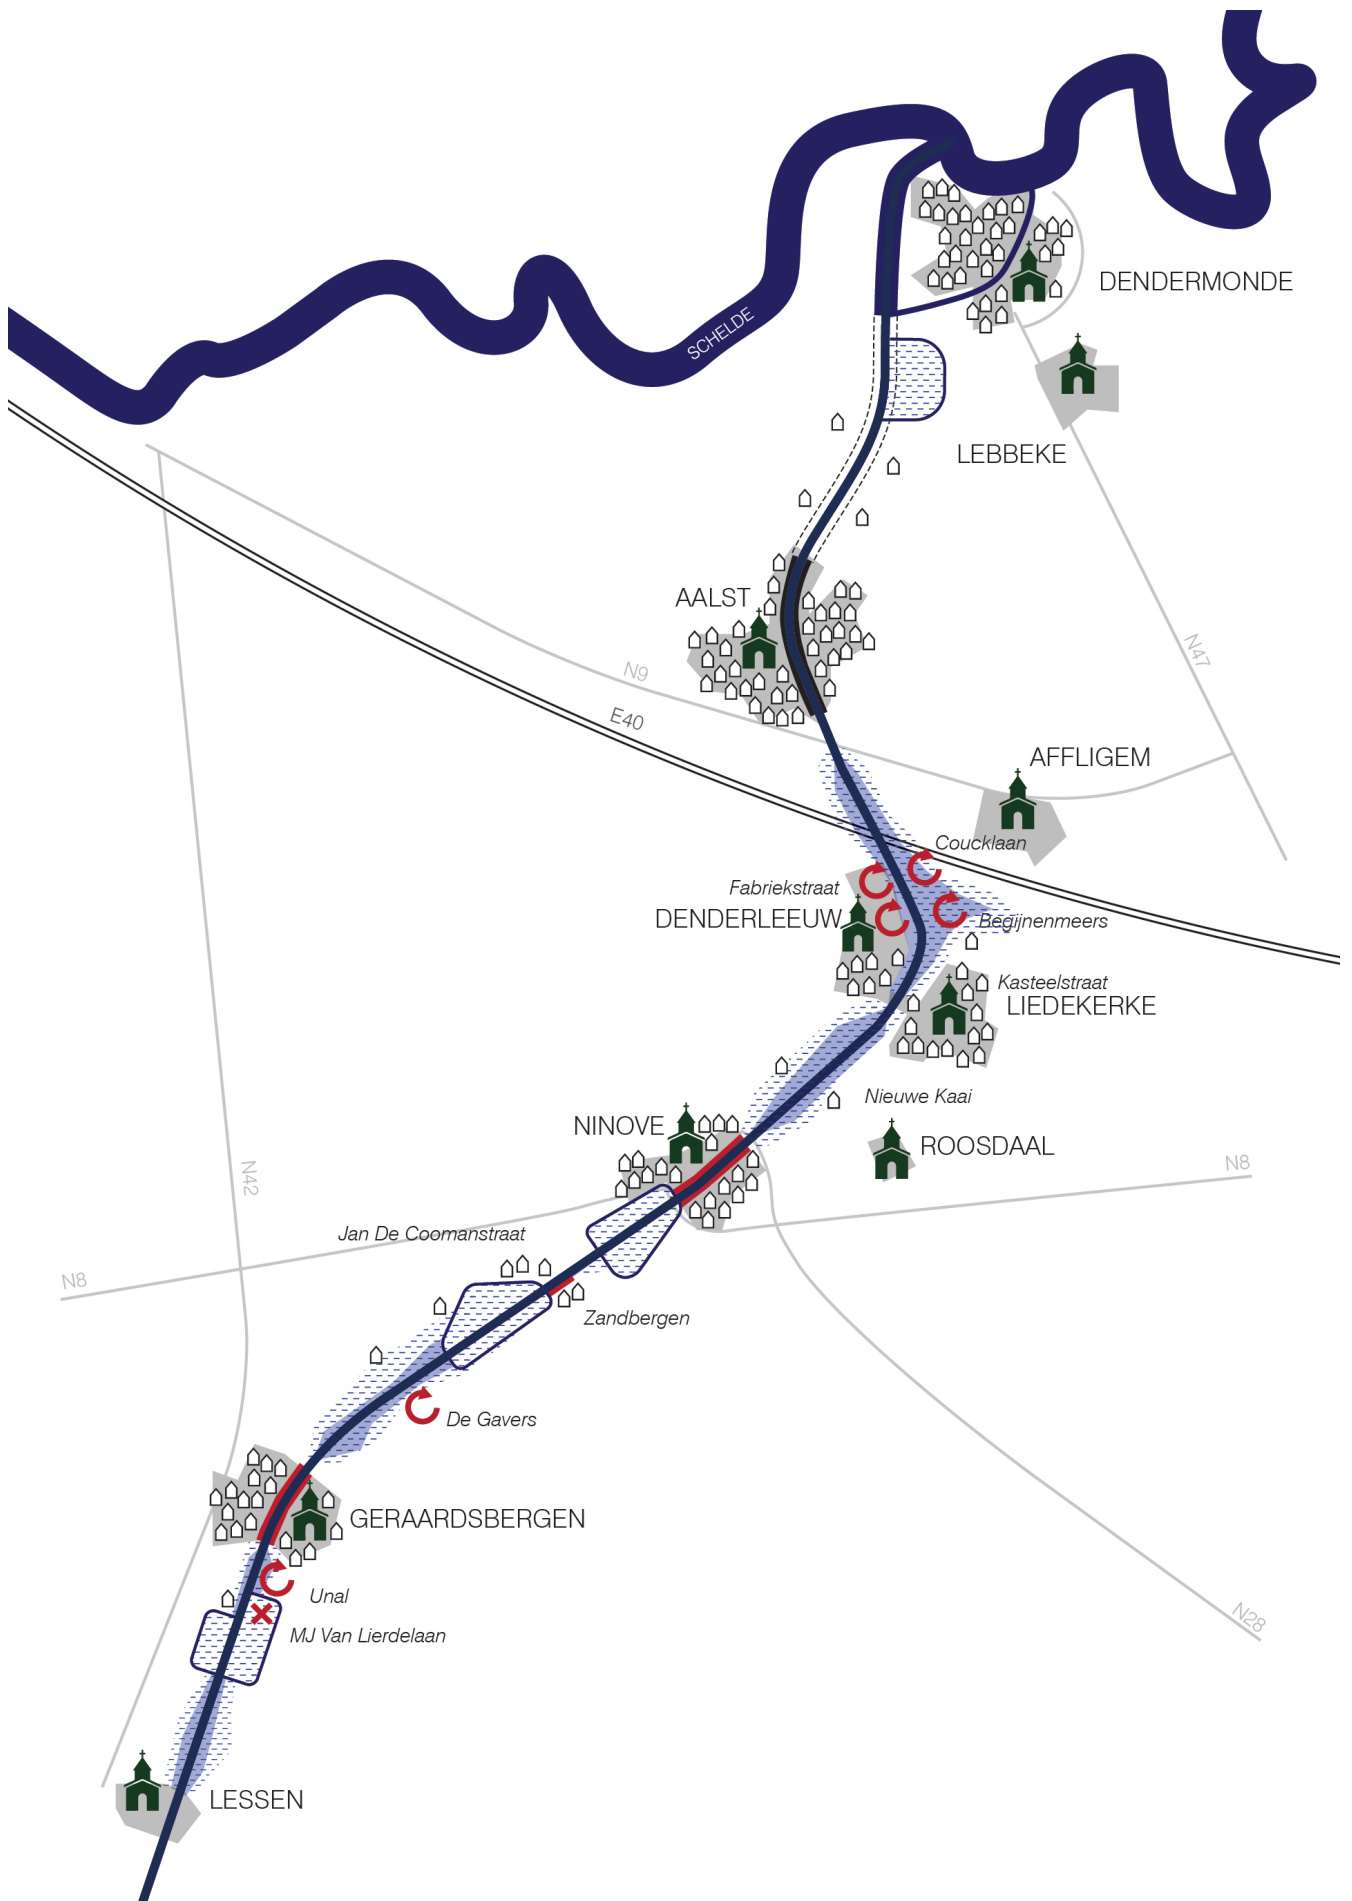 DENDERMONDE
SCHELDE
LEBBEKE
AALST
N47
N9
E40
AFFLIGEM
Coucklaan
Fabriekstraat
DENDERLEEUW
Begijnenmeers
Kasteelstraat
LIEDEKERKE
Nieuwe Kaai
NINOVE
ROOSDAAL
N8
N42
Jan De Coomanstraat
N8
Zandbergen
De Gavers
GERAARDSBERGEN
Unal
N28
MJ Van Lierdelaan
LESSEN